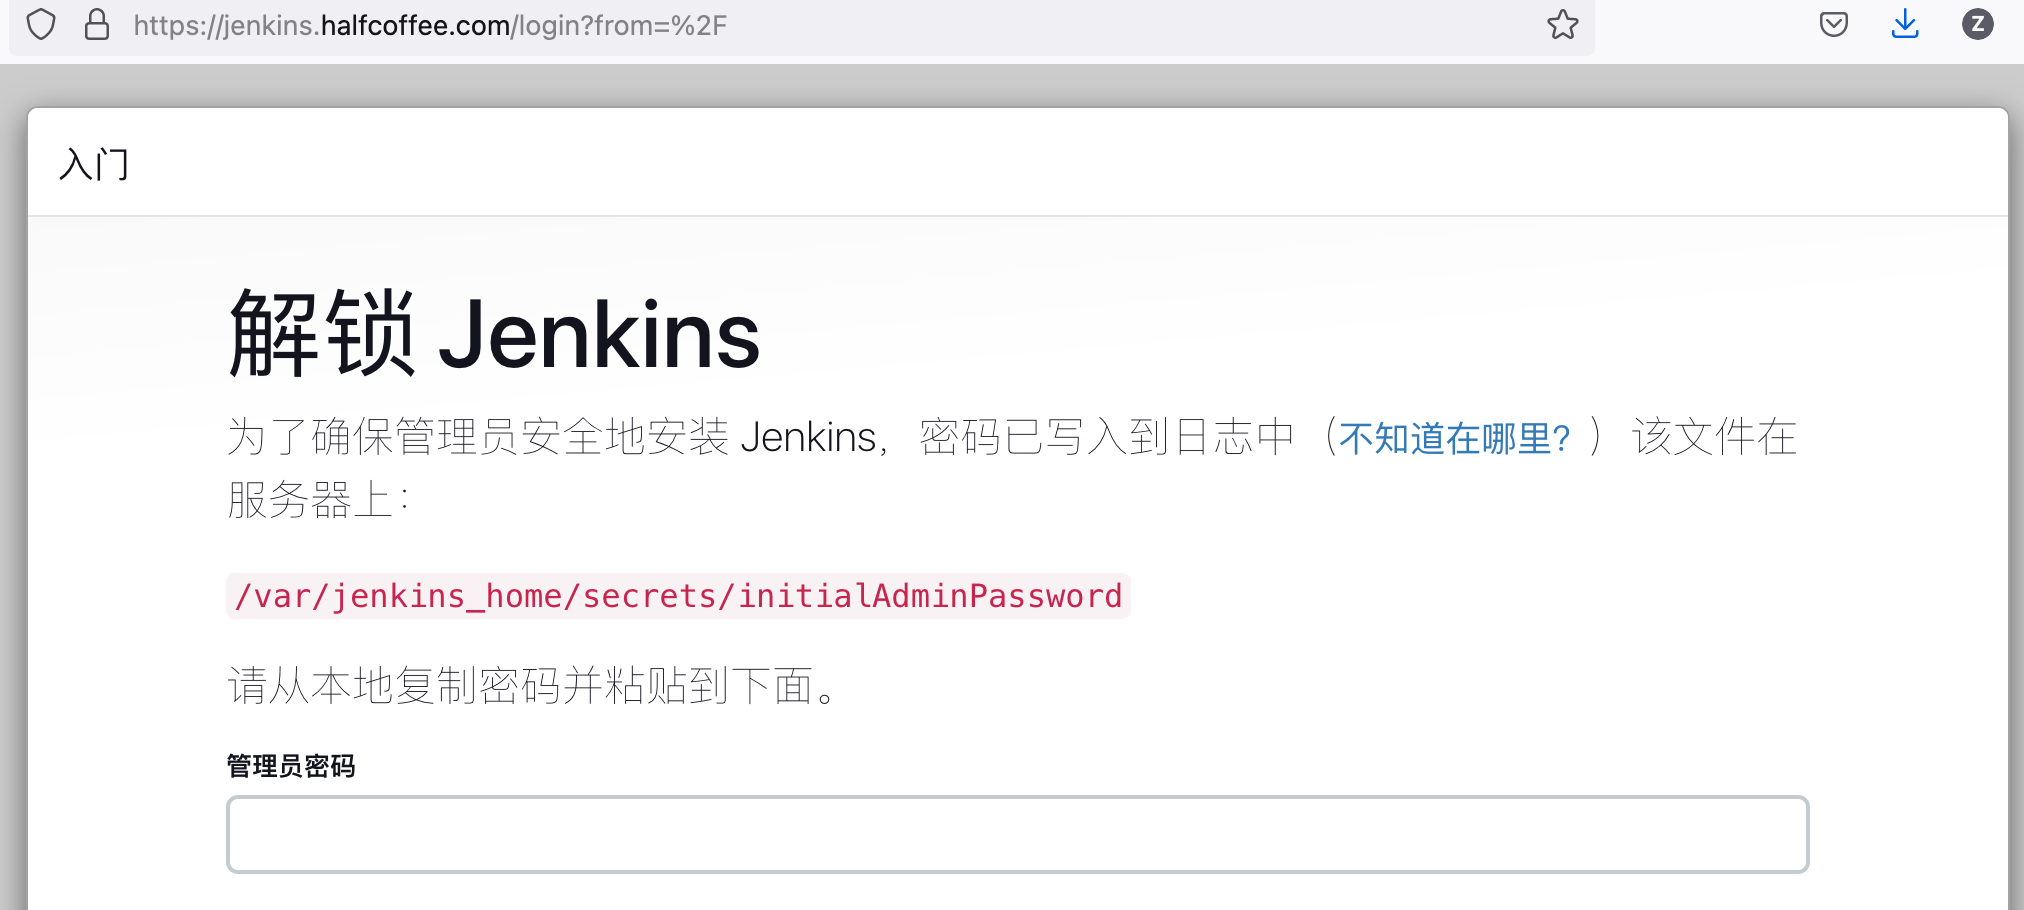 https://jenkins.halfcoffee.com/login?from=%2F
Z
入门
解锁 Jenkins
为了确保管理员安全地安装 Jenkins，密码已写入到日志中（不知道在哪里？）该文件在
服务器上：
/var/jenkins_home/secrets/initialAdminPassword
请从本地复制密码并粘贴到下面。
管理员密码